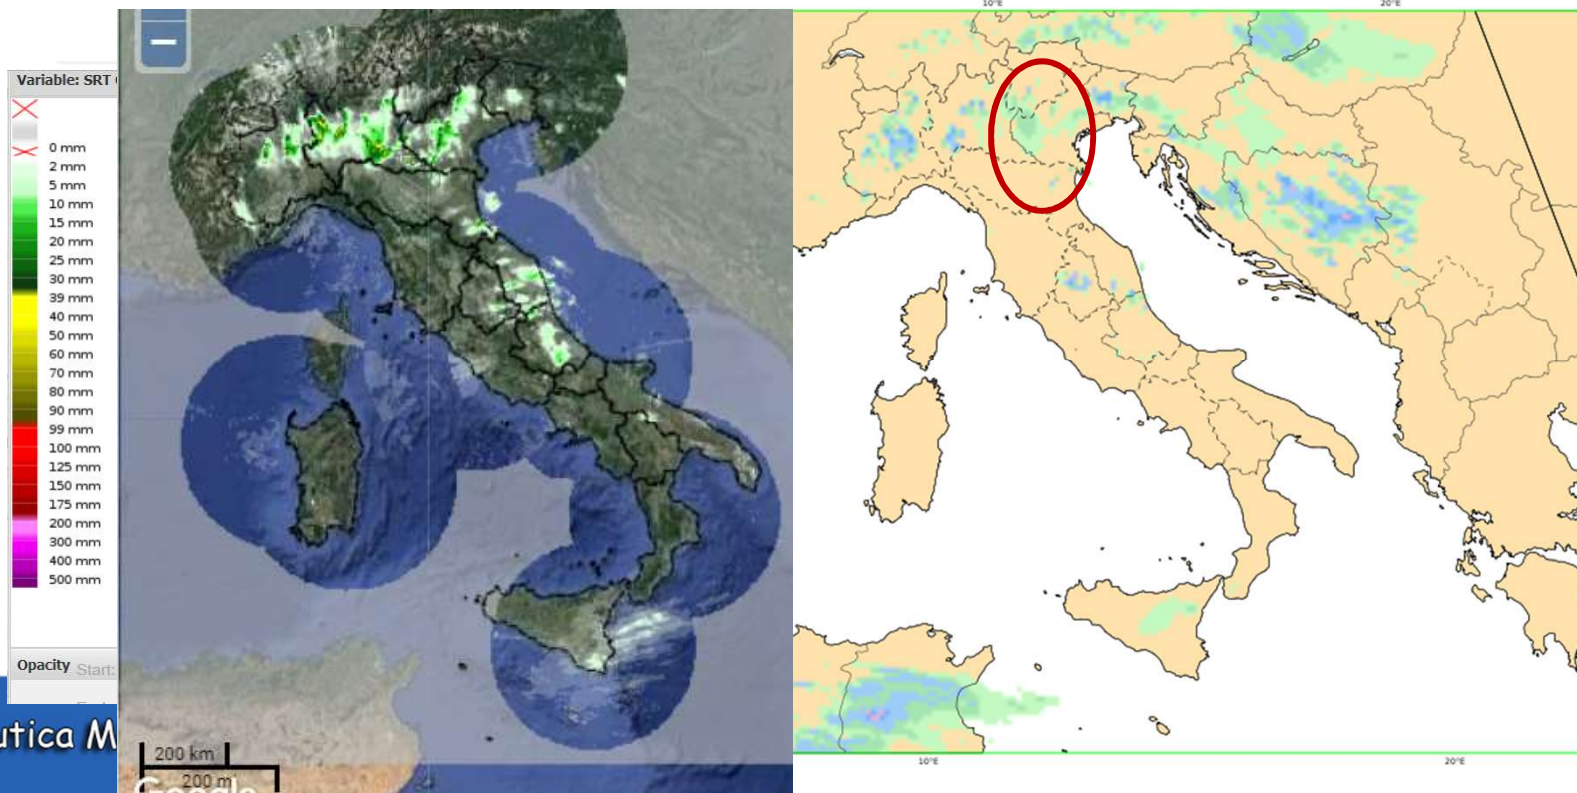 Variable: SRT
0 mm
2 mm
5 mm
10 mm
15 mm
20 mm
25 mm
30 mm
39 mm
40 mm
50 mm
60 mm
70 mm
80 mm
90 mm
99 mm
100 mm
125 mm
150 mm
175 mm
200 mm
300 mm
400 mm
500 mm
Opacity Start:
utica M
200 km
200 m
Google
10°E 20°E
10°E 20°E